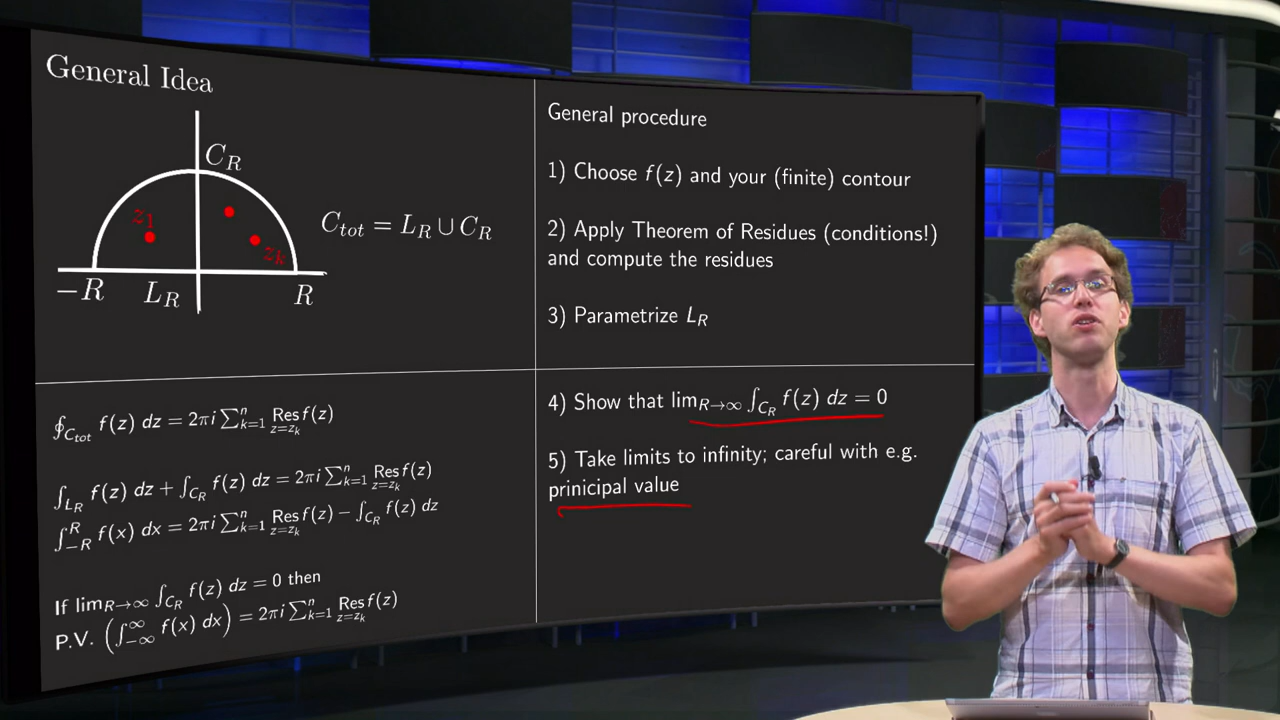 General Idea
C_R
z_1
z_k
C_{tot} = L_R ∪ C_R
−R
L_R
R
∮_{C_{tot}} f(z) dz = 2πi ∑_{k=1}^{n} Res_{z=z_k} f(z)
∫_{L_R} f(z) dz + ∫_{C_R} f(z) dz = 2πi ∑_{k=1}^{n} Res_{z=z_k} f(z)
∫_{−R}^{R} f(x) dx = 2πi ∑_{k=1}^{n} Res_{z=z_k} f(z) − ∫_{C_R} f(z) dz
If lim_{R→∞} ∫_{C_R} f(z) dz = 0 then
P.V. (∫_{−∞}^{∞} f(x) dx) = 2πi ∑_{k=1}^{n} Res_{z=z_k} f(z)
General procedure
1) Choose f(z) and your (finite) contour
2) Apply Theorem of Residues (conditions!)
and compute the residues
3) Parametrize L_R
4) Show that lim_{R→∞} ∫_{C_R} f(z) dz = 0
5) Take limits to infinity; careful with e.g.
prinicipal value